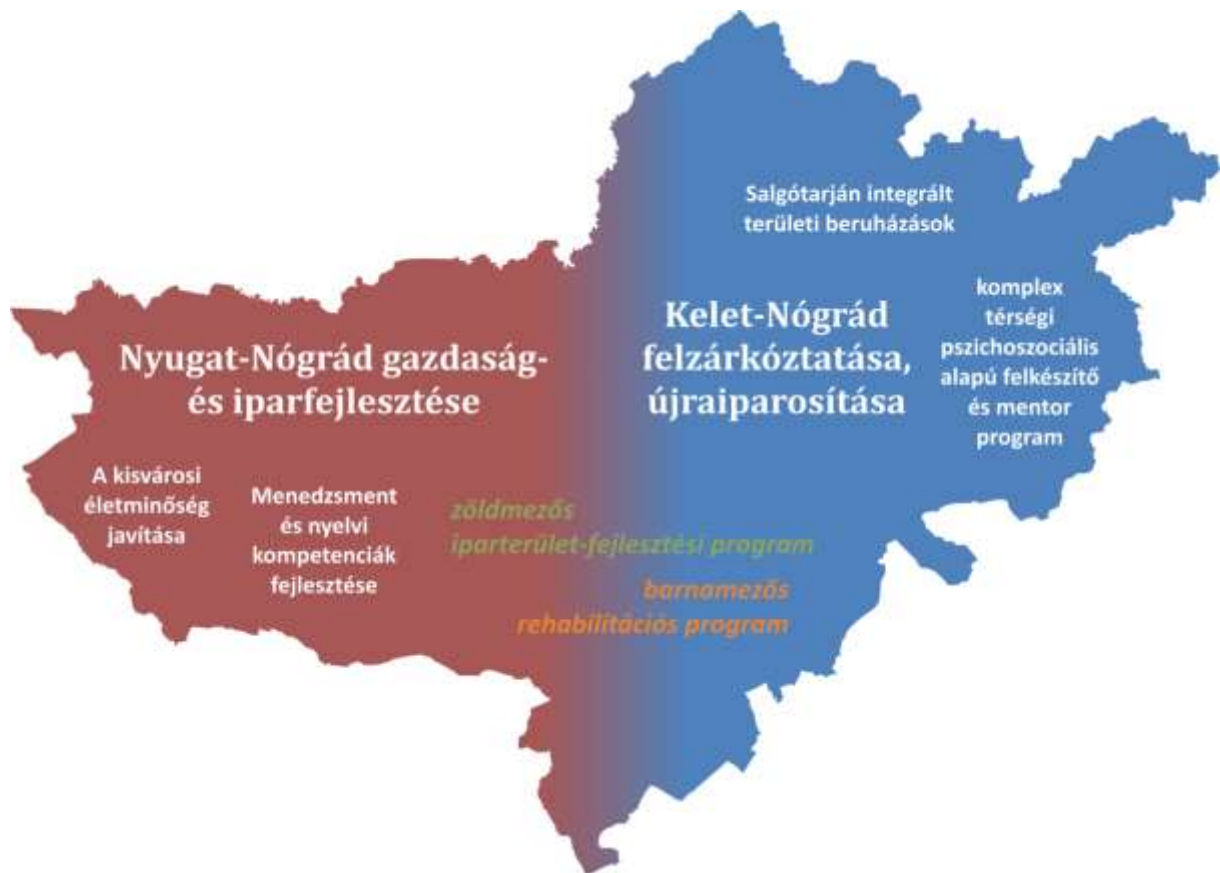 Salgótarján integrált
területi beruházások
Nyugat-Nógrád gazdaság-
és iparfejlesztése
Kelet-Nógrád
felzárkóztatása,
újraiparosítása
komplex
térségi
pszichoszociális
alapú felkészítő
és mentor
program
A kisvárosi
életminőség
javítása
Menedzsment
és nyelvi
kompetenciák
fejlesztése
zöldmezős
iparterület-fejlesztési program
barnamezős
rehabilitációs program